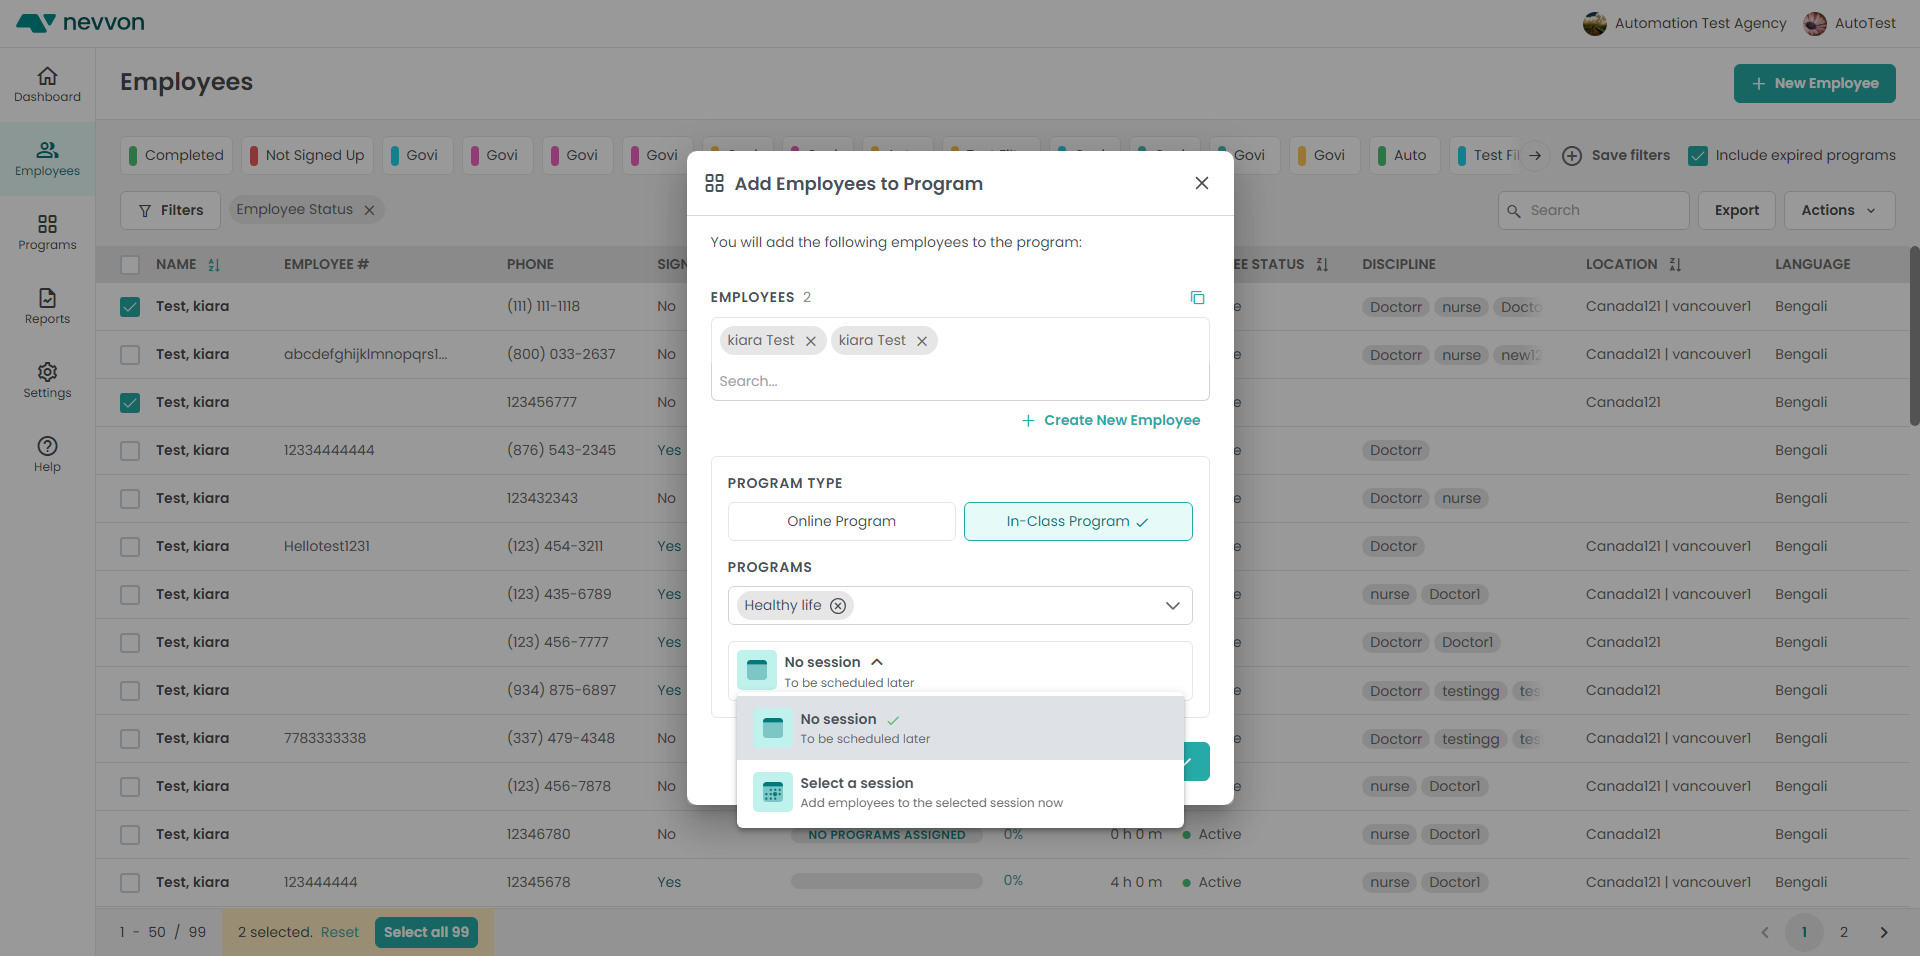 nevvon
Automation Test Agency
AutoTest
Dashboard
Employees
Programs
Reports
Settings
Help
Employees
+ New Employee
Completed
Not Signed Up
Govi
Govi
Govi
Govi
Govi
Govi
Auto
Test Fil
Save filters
Include expired programs
Filters
Employee Status
Search
Export
Actions
NAME EMPLOYEE # PHONE SIGN EE STATUS DISCIPLINE LOCATION LANGUAGE
Test, kiara (111) 111-1118 No e Doctorr nurse Docto Canada121 | vancouver1 Bengali
Test, kiara abcdefghijklmnopqrs1... (800) 033-2637 No e Doctorr nurse new12 Canada121 | vancouver1 Bengali
Test, kiara 123456777 No e Canada121 Bengali
Test, kiara 12334444444 (876) 543-2345 Yes e Doctorr Bengali
Test, kiara 123432343 No e Doctorr nurse Bengali
Test, kiara Hellotest1231 (123) 454-3211 Yes e Doctor Canada121 | vancouver1 Bengali
Test, kiara (123) 435-6789 Yes e nurse Doctor1 Canada121 | vancouver1 Bengali
Test, kiara (123) 456-7777 Yes e Doctorr Doctor1 Canada121 Bengali
Test, kiara (934) 875-6897 Yes e Doctorr testingg tes Canada121 Bengali
Test, kiara 7783333338 (337) 479-4348 No e Doctorr testingg tes Canada121 Bengali
Test, kiara (123) 456-7878 No e nurse Doctor1 Canada121 | vancouver1 Bengali
Test, kiara 12346780 No NO PROGRAMS ASSIGNED 0% 0 h 0 m Active nurse Doctor1 Canada121 Bengali
Test, kiara 123444444 12345678 Yes 0% 4 h 0 m Active nurse Doctor1 Canada121 | vancouver1 Bengali
1 - 50 / 99
2 selected. Reset
Select all 99
1 2
Add Employees to Program
You will add the following employees to the program:
EMPLOYEES 2
kiara Test
kiara Test
Search...
+ Create New Employee
PROGRAM TYPE
Online Program
In-Class Program
PROGRAMS
Healthy life
No session
To be scheduled later
No session
To be scheduled later
Select a session
Add employees to the selected session now